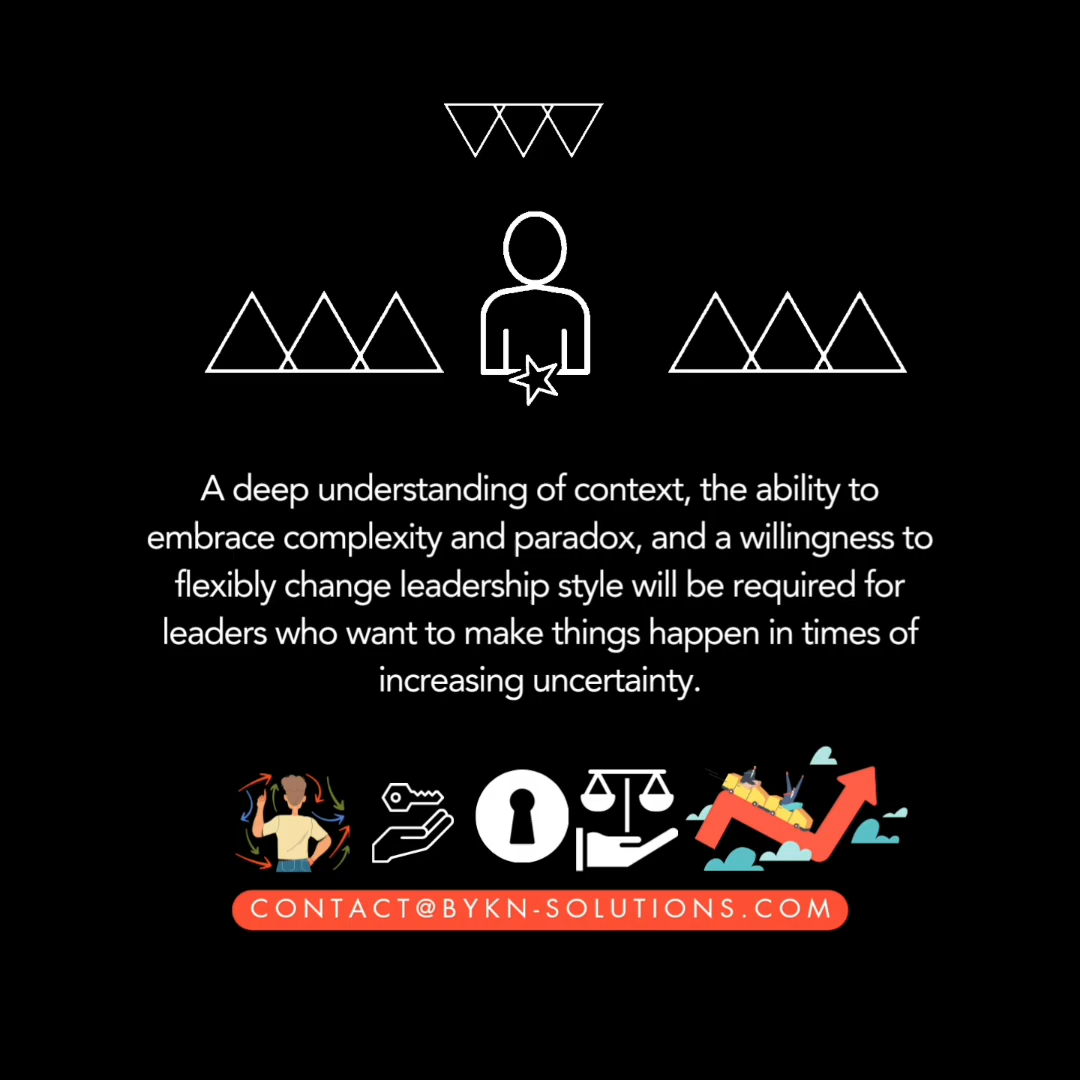 A deep understanding of context, the ability to
embrace complexity and paradox, and a willingness to
flexibly change leadership style will be required for
leaders who want to make things happen in times of
increasing uncertainty.
CONTACT@BYKN-SOLUTIONS.COM